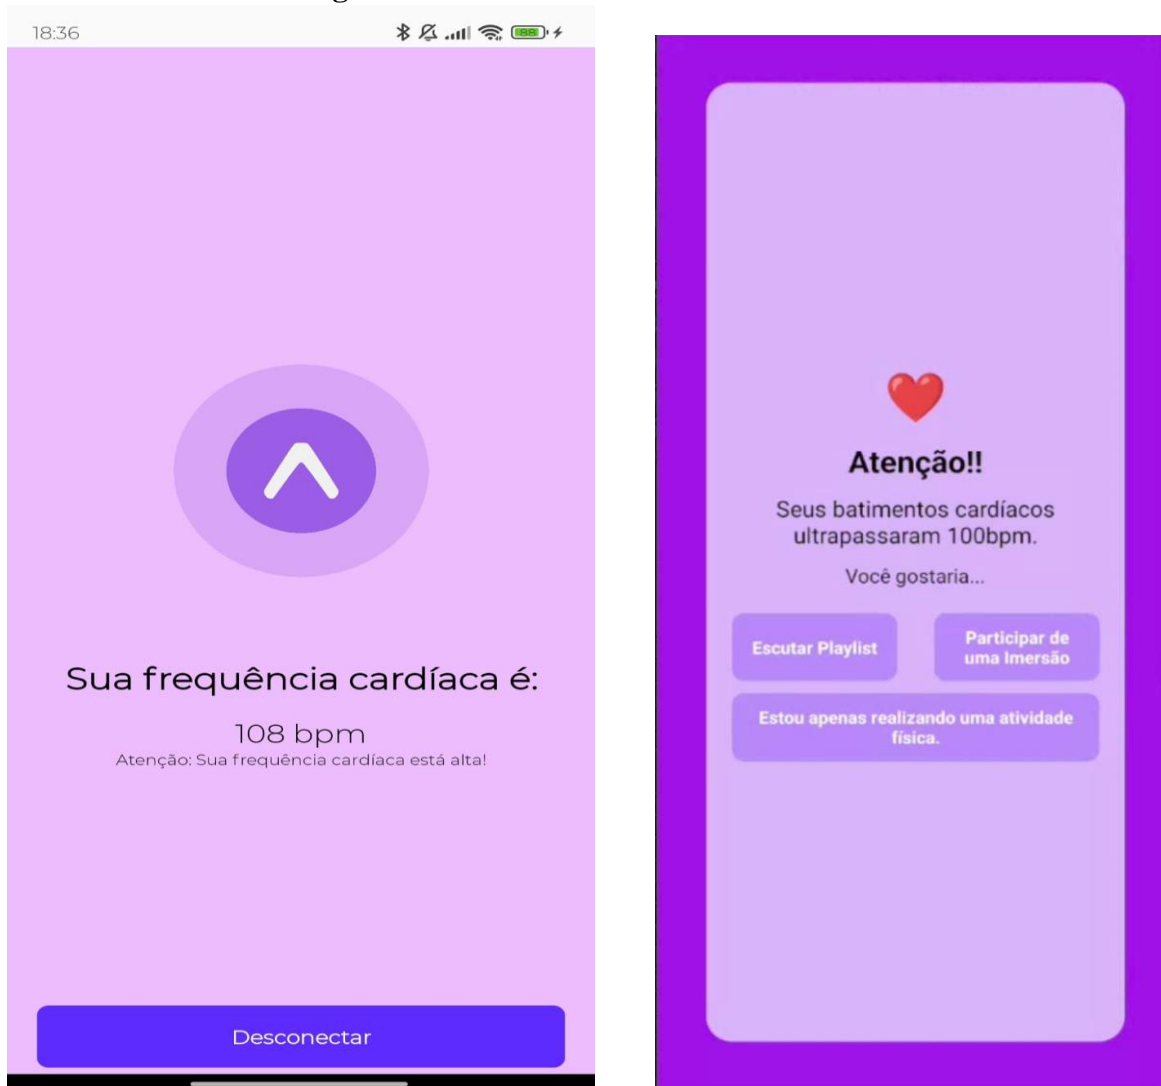 18:36
88
Sua frequência cardíaca é:
108 bpm
Atenção: Sua frequência cardíaca está alta!
Desconectar
Atenção!!
Seus batimentos cardíacos
ultrapassaram 100bpm.
Você gostaria...
Escutar Playlist
Participar de
uma Imersão
Estou apenas realizando uma atividade
física.